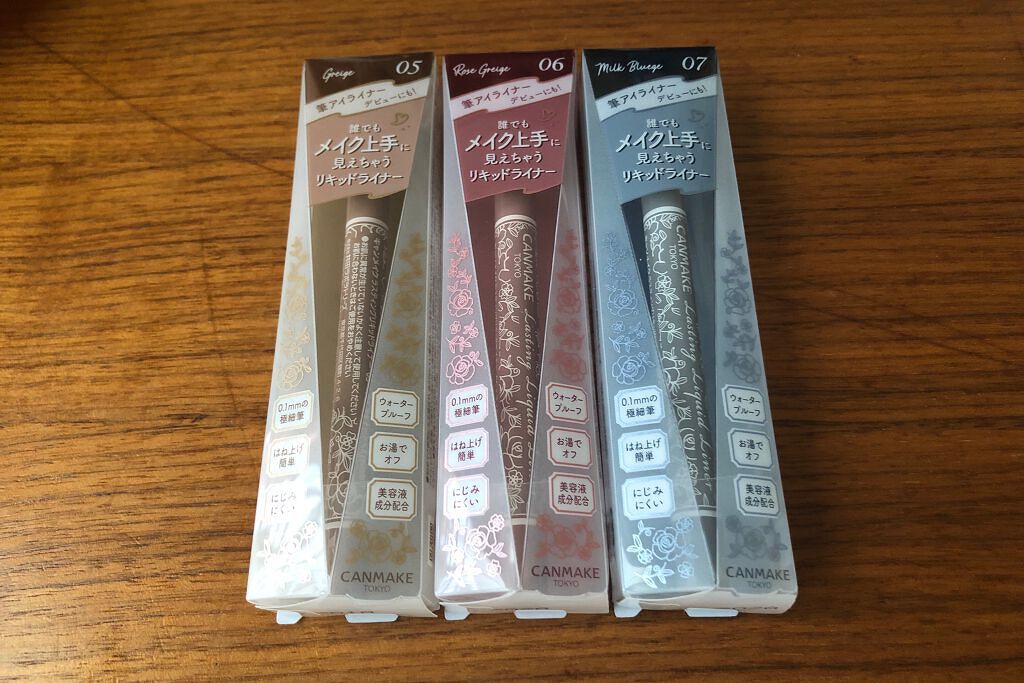 Greige 05
筆アイライナー
デビューにも!
誰でも
メイク上手に
見えちゃう
リキッドライナー
0.1mmの
極細筆
はね上げ
簡単
にじみ
にくい
ウォーター
プルーフ
お湯で
オフ
美容液
成分配合
CANMAKE
TOKYO
Rose Greige 06
筆アイライナー
デビューにも!
誰でも
メイク上手に
見えちゃう
リキッドライナー
CANMAKE
TOKYO
Lasting Liquid
0.1mmの
極細筆
はね上げ
簡単
にじみ
にくい
ウォーター
プルーフ
お湯で
オフ
美容液
成分配合
CANMAKE
TOKYO
Milk Bluege 07
筆アイライナー
デビューにも!
誰でも
メイク上手に
見えちゃう
リキッドライナー
CANMAKE
TOKYO
Lasting Liquid Liner
0.1mmの
極細筆
はね上げ
簡単
にじみ
にくい
ウォーター
プルーフ
お湯で
オフ
美容液
成分配合
CANMAKE
TOKYO